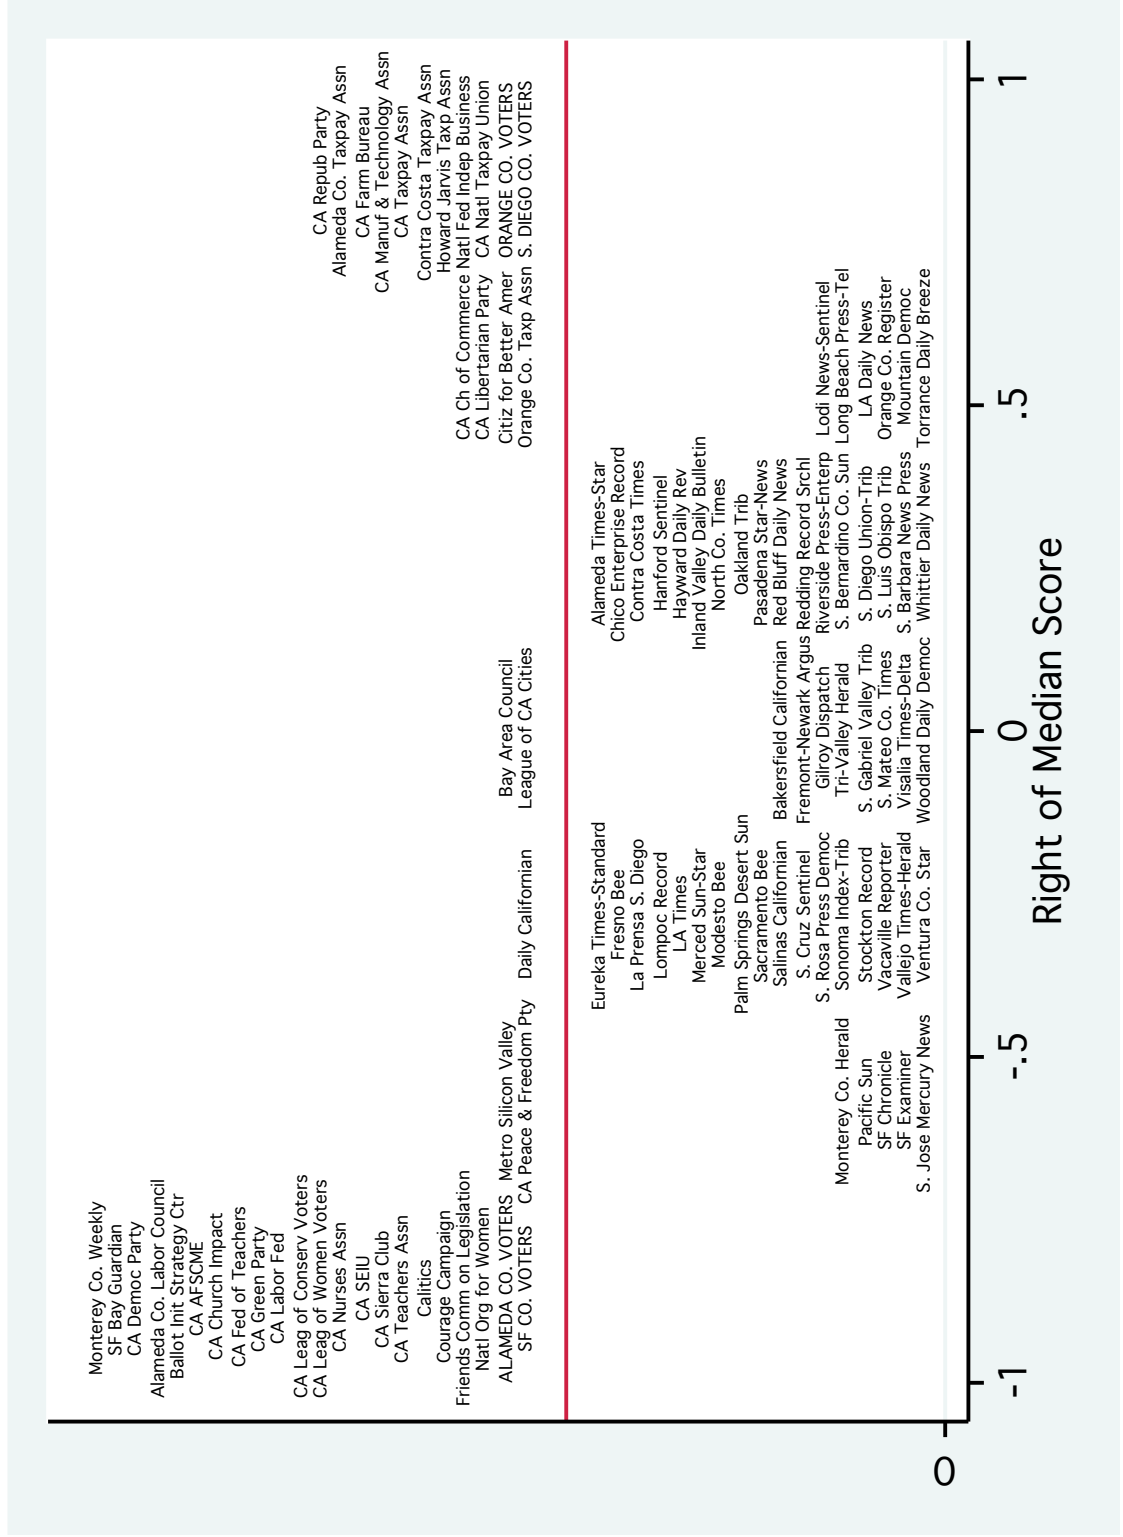 Monterey Co. Weekly
SF Bay Guardian
CA Democ Party
Alameda Co. Labor Council
Ballot Init Strategy Ctr
CA AFSCME
CA Church Impact
CA Fed of Teachers
CA Green Party
CA Labor Fed
CA Leag of Conserv Voters
CA Leag of Women Voters
CA Nurses Assn
CA SEIU
CA Sierra Club
CA Teachers Assn
Calitics
Courage Campaign
Friends Comm on Legislation
Natl Org for Women
ALAMEDA CO. VOTERS
SF CO. VOTERS
Metro Silicon Valley
CA Peace & Freedom Pty
Daily Californian
Bay Area Council
League of CA Cities
CA Ch of Commerce
CA Libertarian Party
Citiz for Better Amer
Orange Co. Taxp Assn
CA Repub Party
Alameda Co. Taxpay Assn
CA Farm Bureau
CA Manuf & Technology Assn
CA Taxpay Assn
Contra Costa Taxpay Assn
Howard Jarvis Taxp Assn
Natl Fed Indep Business
CA Natl Taxpay Union
ORANGE CO. VOTERS
S. DIEGO CO. VOTERS
Monterey Co. Herald
Pacific Sun
SF Chronicle
SF Examiner
S. Jose Mercury News
Eureka Times-Standard
Fresno Bee
La Prensa S. Diego
Lompoc Record
LA Times
Merced Sun-Star
Modesto Bee
Palm Springs Desert Sun
Sacramento Bee
Salinas Californian
S. Cruz Sentinel
S. Rosa Press Democ
Sonoma Index-Trib
Stockton Record
Vacaville Reporter
Vallejo Times-Herald
Ventura Co. Star
Bakersfield Californian
Fremont-Newark Argus
Gilroy Dispatch
Tri-Valley Herald
S. Gabriel Valley Trib
S. Mateo Co. Times
Visalia Times-Delta
Woodland Daily Democ
Alameda Times-Star
Chico Enterprise Record
Contra Costa Times
Hanford Sentinel
Hayward Daily Rev
Inland Valley Daily Bulletin
North Co. Times
Oakland Trib
Pasadena Star-News
Red Bluff Daily News
Redding Record Srchl
Riverside Press-Enterp
S. Bernardino Co. Sun
S. Diego Union-Trib
S. Luis Obispo Trib
S. Barbara News Press
Whittier Daily News
Lodi News-Sentinel
Long Beach Press-Tel
LA Daily News
Orange Co. Register
Mountain Democ
Torrance Daily Breeze
0
-1
-.5
0
.5
1
Right of Median Score